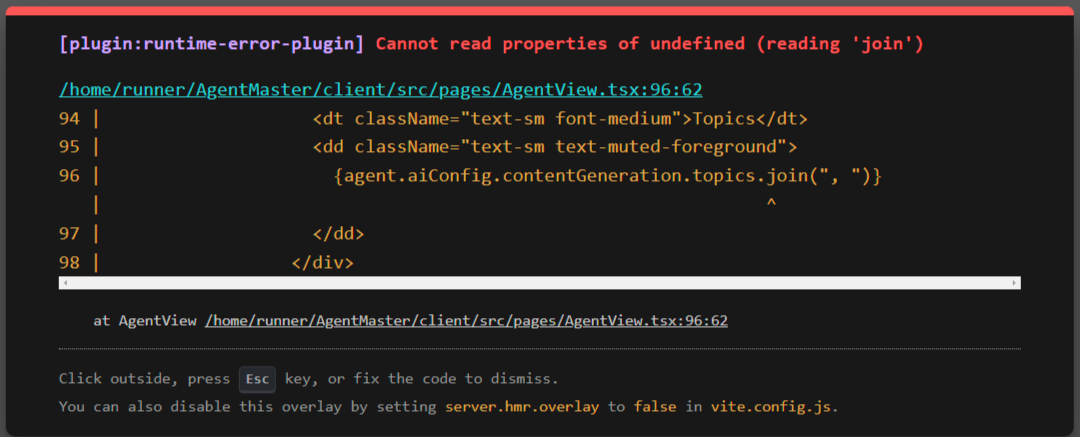 [plugin:runtime-error-plugin] Cannot read properties of undefined (reading 'join')
/home/runner/AgentMaster/client/src/pages/AgentView.tsx:96:62
94 |                     <dt className="text-sm font-medium">Topics</dt>
95 |                     <dd className="text-sm text-muted-foreground">
96 |                       {agent.aiConfig.contentGeneration.topics.join(", ")}
   |                                                                ^
97 |                     </dd>
98 |                   </div>
at AgentView /home/runner/AgentMaster/client/src/pages/AgentView.tsx:96:62
Click outside, press Esc key, or fix the code to dismiss.
You can also disable this overlay by setting server.hmr.overlay to false in vite.config.js.